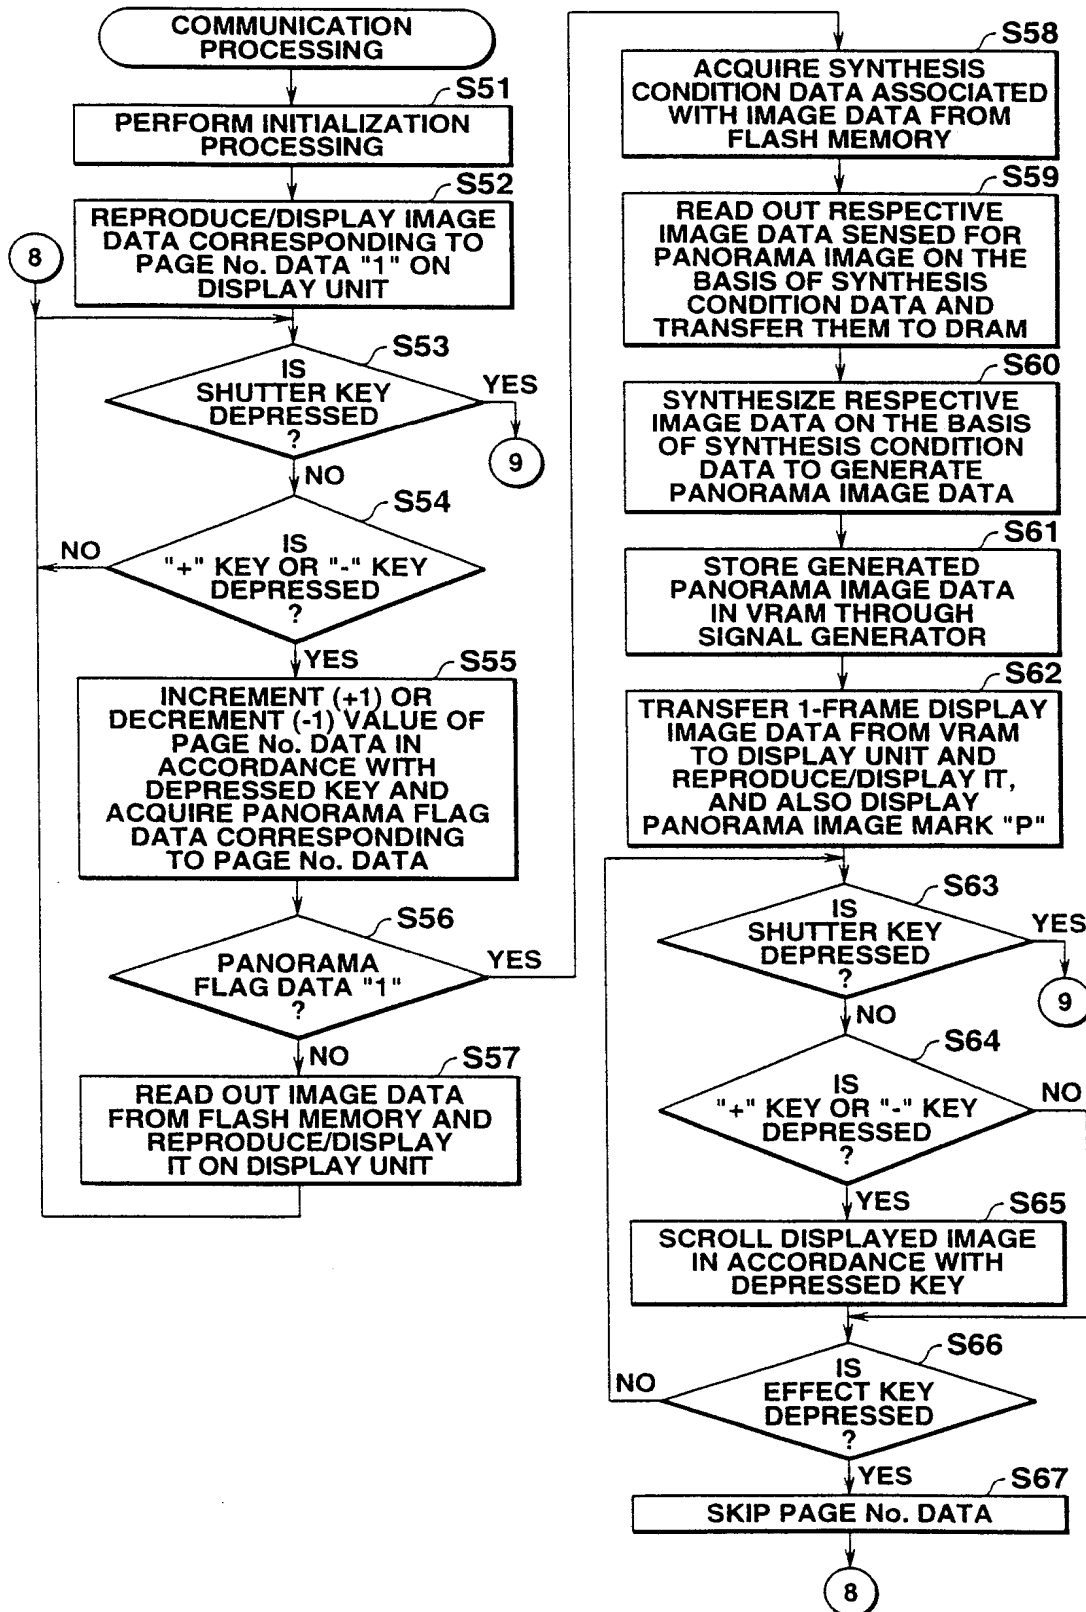 COMMUNICATION
PROCESSING
S51
PERFORM INITIALIZATION
PROCESSING
S52
REPRODUCE/DISPLAY IMAGE
DATA CORRESPONDING TO
PAGE No. DATA "1" ON
DISPLAY UNIT
8
S53
IS
SHUTTER KEY
DEPRESSED
?
YES
9
NO
S54
IS
"+" KEY OR "-" KEY
DEPRESSED
?
NO
YES
S55
INCREMENT (+1) OR
DECREMENT (-1) VALUE OF
PAGE No. DATA IN
ACCORDANCE WITH
DEPRESSED KEY AND
ACQUIRE PANORAMA FLAG
DATA CORRESPONDING
TO PAGE No. DATA
S56
PANORAMA
FLAG DATA "1"
?
YES
NO
S57
READ OUT IMAGE DATA
FROM FLASH MEMORY AND
REPRODUCE/DISPLAY
IT ON DISPLAY UNIT
S58
ACQUIRE SYNTHESIS
CONDITION DATA ASSOCIATED
WITH IMAGE DATA FROM
FLASH MEMORY
S59
READ OUT RESPECTIVE
IMAGE DATA SENSED FOR
PANORAMA IMAGE ON THE
BASIS OF SYNTHESIS
CONDITION DATA AND
TRANSFER THEM TO DRAM
S60
SYNTHESIZE RESPECTIVE
IMAGE DATA ON THE BASIS
OF SYNTHESIS CONDITION
DATA TO GENERATE
PANORAMA IMAGE DATA
S61
STORE GENERATED
PANORAMA IMAGE DATA
IN VRAM THROUGH
SIGNAL GENERATOR
S62
TRANSFER 1-FRAME DISPLAY
IMAGE DATA FROM VRAM
TO DISPLAY UNIT AND
REPRODUCE/DISPLAY IT,
AND ALSO DISPLAY
PANORAMA IMAGE MARK "P"
S63
IS
SHUTTER KEY
DEPRESSED
?
YES
9
NO
S64
IS
"+" KEY OR "-" KEY
DEPRESSED
?
NO
YES
S65
SCROLL DISPLAYED IMAGE
IN ACCORDANCE WITH
DEPRESSED KEY
S66
IS
EFFECT KEY
DEPRESSED
?
NO
YES
S67
SKIP PAGE No. DATA
8